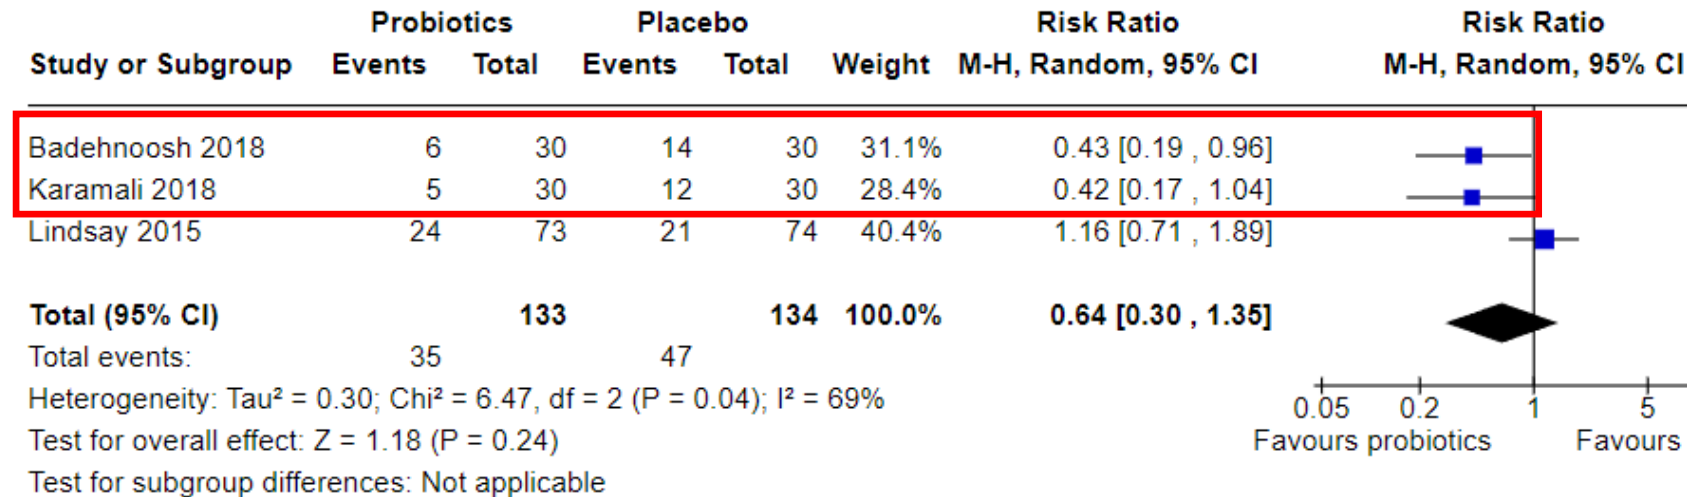 Probiotics Placebo Risk Ratio Risk Ratio
Study or Subgroup Events Total Events Total Weight M-H, Random, 95% CI M-H, Random, 95% CI
Badehnoosh 2018 6 30 14 30 31.1% 0.43 [0.19 , 0.96]
Karamali 2018 5 30 12 30 28.4% 0.42 [0.17 , 1.04]
Lindsay 2015 24 73 21 74 40.4% 1.16 [0.71 , 1.89]
Total (95% CI) 133 134 100.0% 0.64 [0.30 , 1.35]
Total events: 35 47
Heterogeneity: Tau² = 0.30; Chi² = 6.47, df = 2 (P = 0.04); I² = 69%
0.05 0.2 1 5
Test for overall effect: Z = 1.18 (P = 0.24) Favours probiotics Favours
Test for subgroup differences: Not applicable